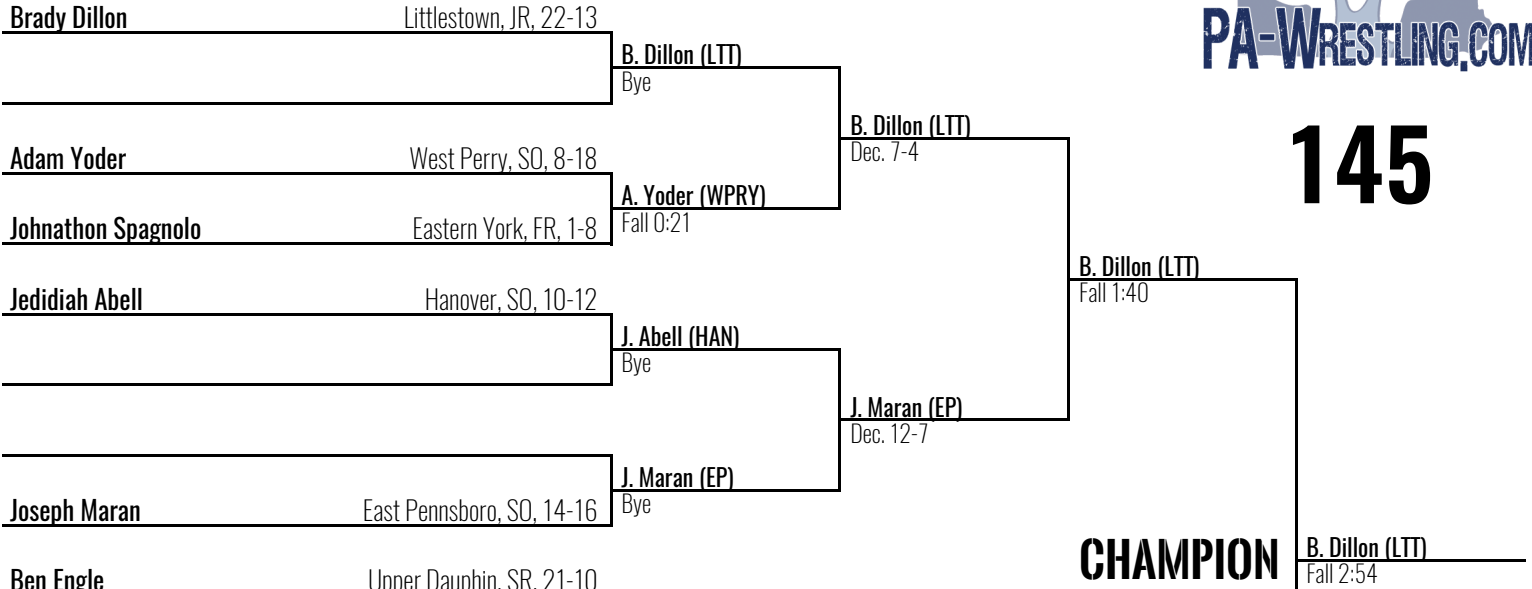 Brady Dillon Littlestown, JR, 22-13
B. Dillon (LTT)
Bye
B. Dillon (LTT)
Dec. 7-4
Adam Yoder West Perry, SO, 8-18
A. Yoder (WPRY)
Fall 0:21
Johnathon Spagnolo Eastern York, FR, 1-8
B. Dillon (LTT)
Fall 1:40
Jedidiah Abell Hanover, SO, 10-12
J. Abell (HAN)
Bye
J. Maran (EP)
Dec. 12-7
J. Maran (EP)
Bye
Joseph Maran East Pennsboro, SO, 14-16
Ben Engle Upper Dauphin, SR, 21-10
CHAMPION
B. Dillon (LTT)
Fall 2:54
PA-WRESTLING.COM
145